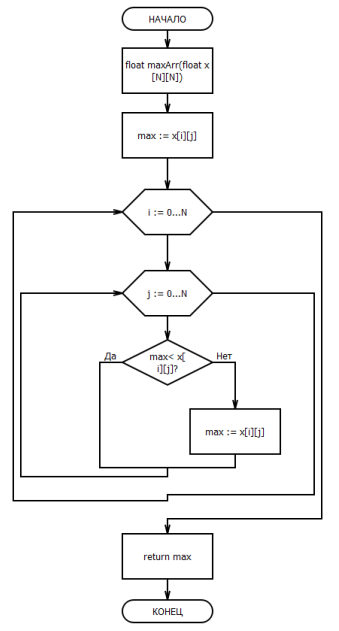 НАЧАЛО
float maxArr(float x
[N][N])
max := x[i][j]
i := 0...N
j := 0...N
Да
max< x[
i][j]?
Нет
max := x[i][j]
return max
КОНЕЦ